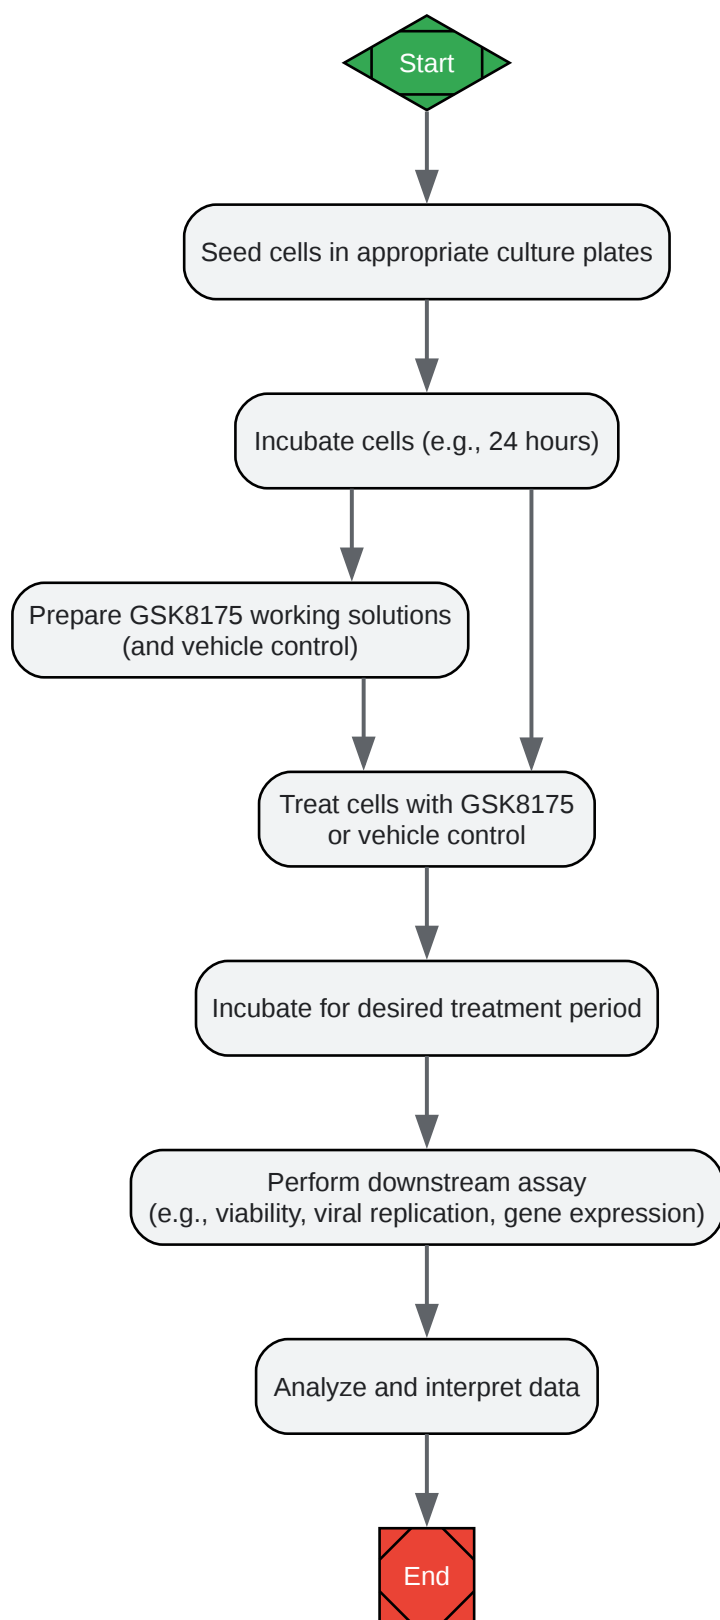 Start
Seed cells in appropriate culture plates
Incubate cells (e.g., 24 hours)
Prepare GSK8175 working solutions
(and vehicle control)
Treat cells with GSK8175
or vehicle control
Incubate for desired treatment period
Perform downstream assay
(e.g., viability, viral replication, gene expression)
Analyze and interpret data
End